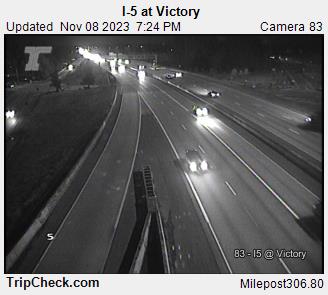 I-5 at Victory
Updated Nov 08 2023 7:24 PM Camera 83
T
S
83 - I5 @ Victory
TripCheck.com Milepost306.80